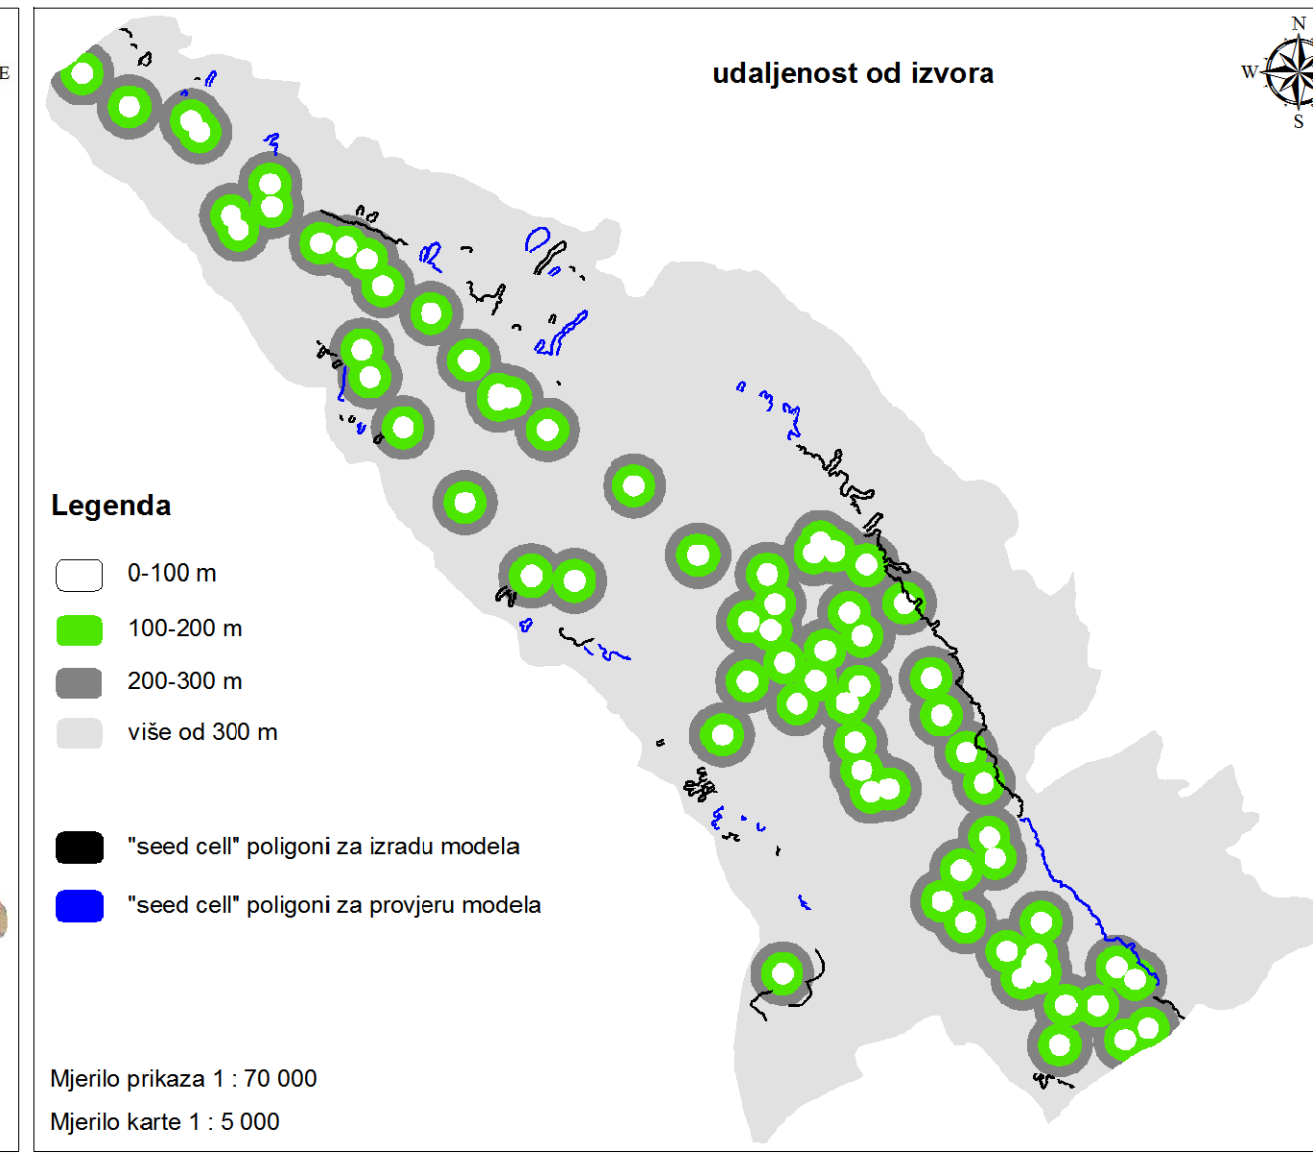 E
udaljenost od izvora
N
W
S
Legenda
0-100 m
100-200 m
200-300 m
više od 300 m
"seed cell" poligoni za izradu modela
"seed cell" poligoni za provjeru modela
Mjerilo prikaza 1 : 70 000
Mjerilo karte 1 : 5 000